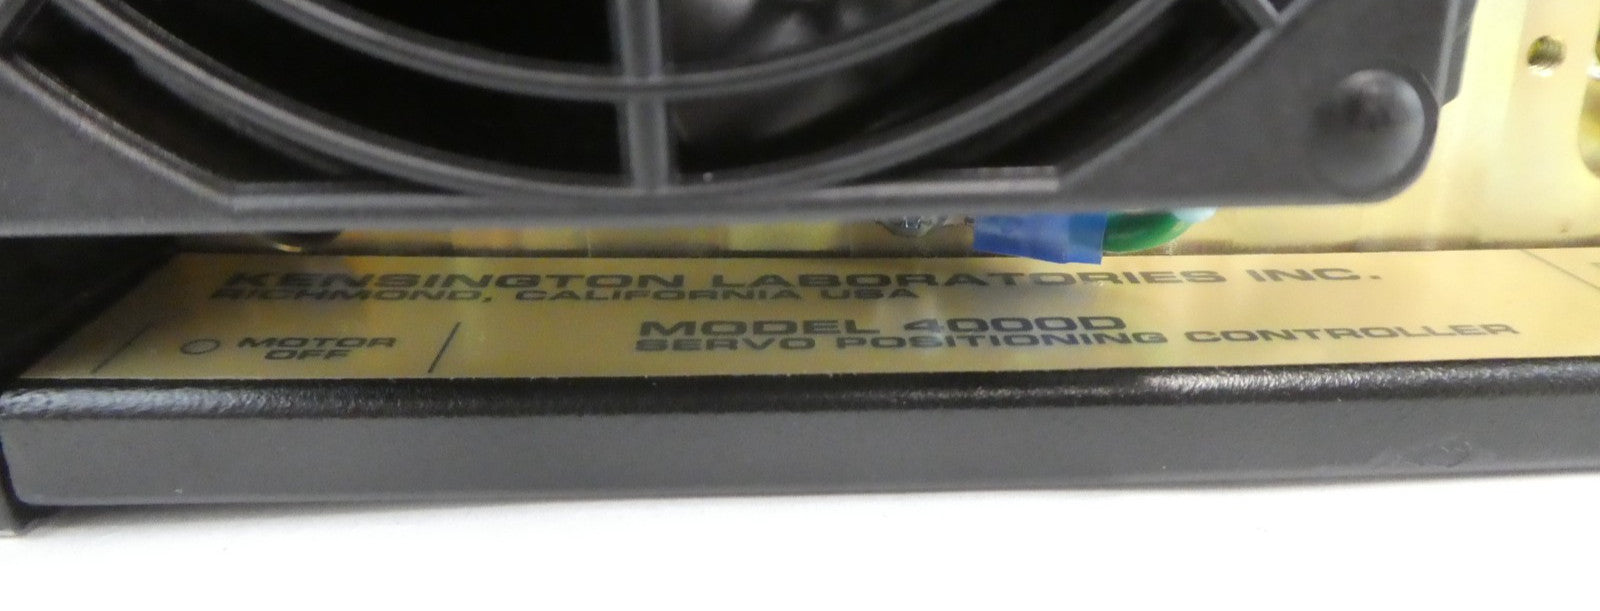 KENSINGTON LABORATORIES INC.
RICHMOND, CALIFORNIA USA
MOTOR
OFF
MODEL 4000D
SERVO POSITIONING CONTROLLER